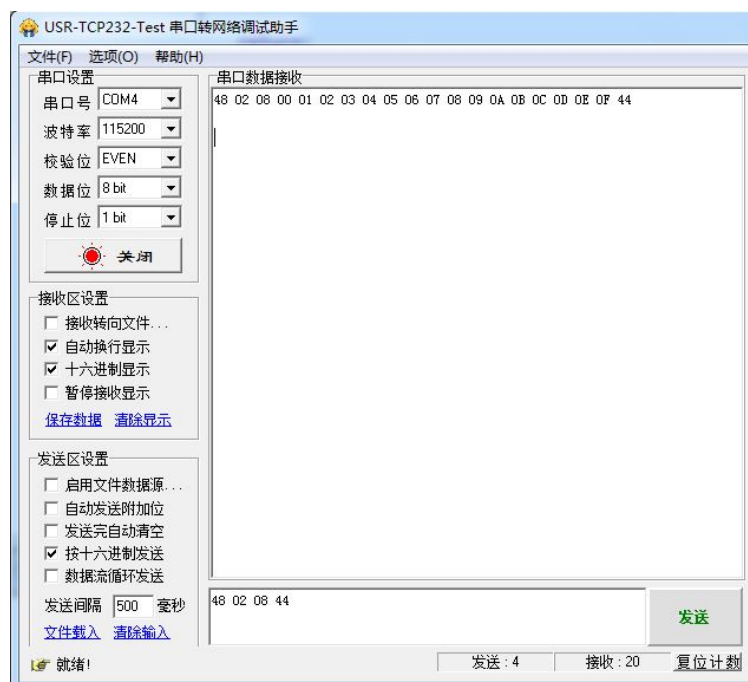 USR-TCP232-Test 串口转网络调试助手
文件(F) 选项(O) 帮助(H)
串口设置
串口号 COM4
波特率 115200
校验位 EVEN
数据位 8 bit
停止位 1 bit
关闭
接收区设置
接收转向文件...
自动换行显示
十六进制显示
暂停接收显示
保存数据 清除显示
发送区设置
启用文件数据源...
自动发送附加位
发送完自动清空
按十六进制发送
数据流循环发送
发送间隔 500 毫秒
文件载入 清除输入
串口数据接收
48 02 08 00 01 02 03 04 05 06 07 08 09 0A 0B 0C 0D 0E 0F 44
48 02 08 44
发送
就绪!
发送 : 4 接收 : 20 复位计数